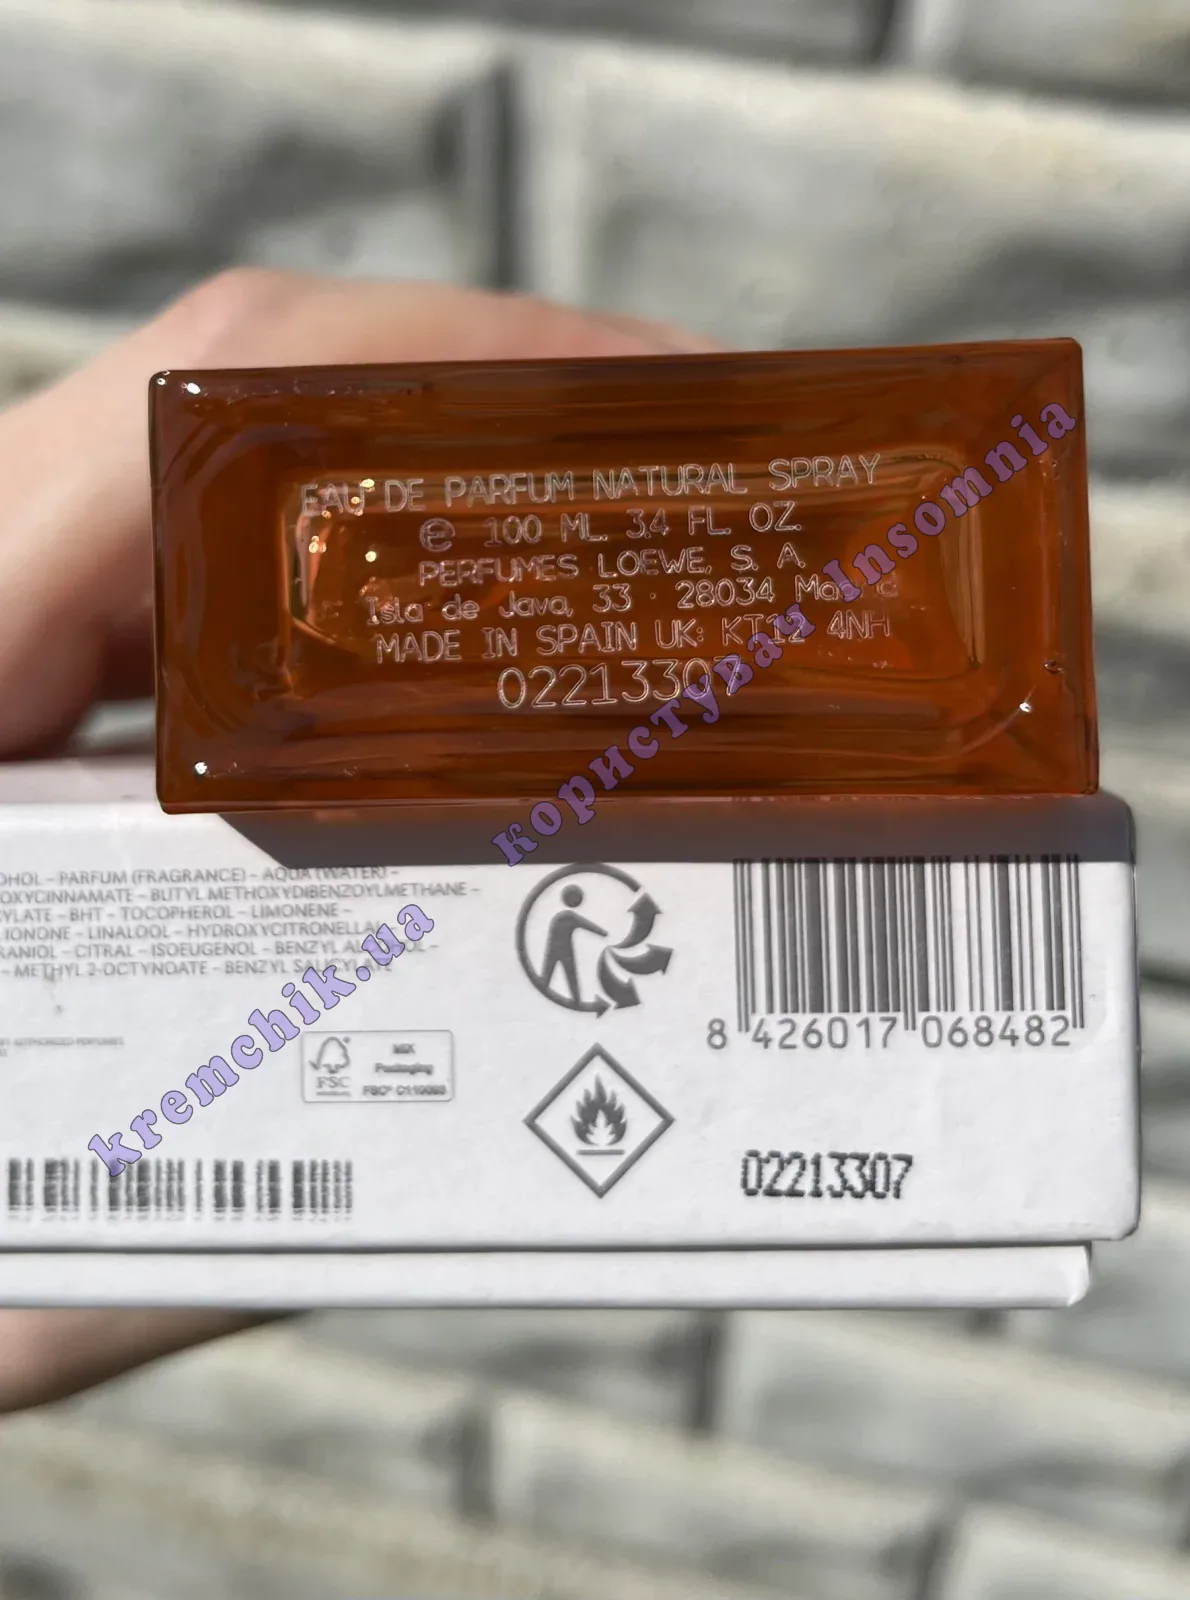 EAU DE PARFUM NATURAL SPRAY
℮ 100 ML. 3.4 FL. OZ.
PERFUMES LOEWE, S. A.
Isla de Java, 33 · 28034 Madrid
MADE IN SPAIN UK: KT12 4NH
02213307
користувач Insomnia
OHOL – PARFUM (FRAGRANCE) – AQUA (WATER) –
OXYCINNAMATE – BUTYL METHOXYDIBENZOYLMETHANE –
YLATE – BHT – TOCOPHEROL – LIMONENE –
IONONE – LINALOOL – HYDROXYCITRONELLAL –
RANIOL – CITRAL – ISOEUGENOL – BENZYL ALCOHOL –
– METHYL 2-OCTYNOATE – BENZYL SALICYLATE
kremchik.ua
FSC
MIX
Packaging
FSC® C110093
8 426017 068482
02213307